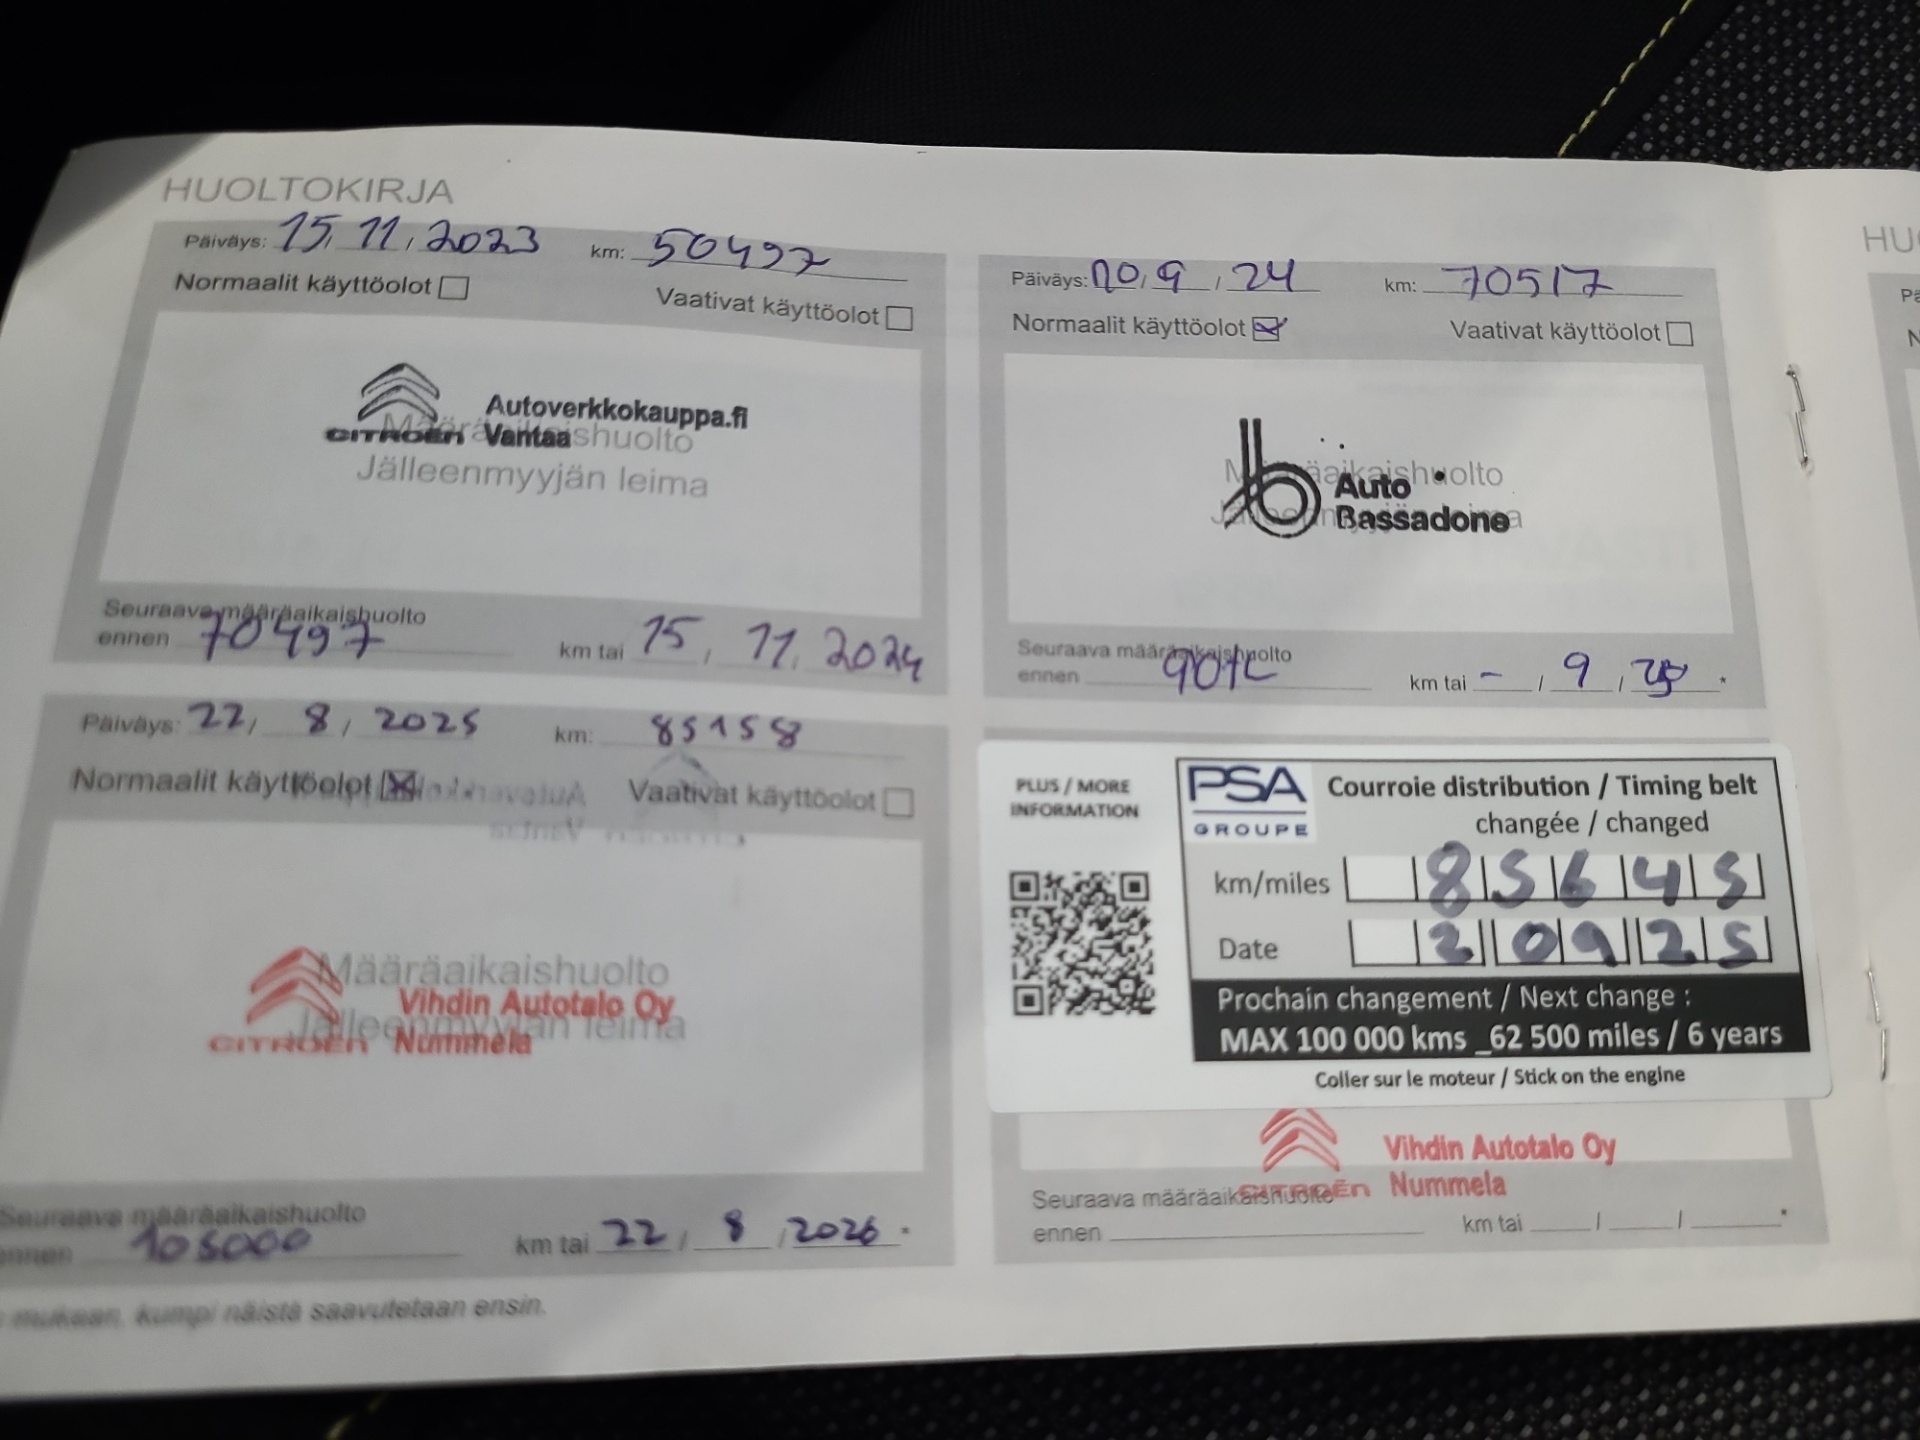 HUOLTOKIRJA
Päiväys: 15, 11, 2023 km: 50497
Normaalit käyttöolot Vaativat käyttöolot
CITROËN Autoverkkokauppa.fi
Vantaa
Määräaikaishuolto
Jälleenmyyjän leima
Seuraava määräaikaishuolto
ennen 70497 km tai 15, 11, 2024
Päiväys: 10, 9, 24 km: 70517
Normaalit käyttöolot Vaativat käyttöolot
Määräaikaishuolto
Auto
Bassadone
Jälleenmyyjän leima
Seuraava määräaikaishuolto
ennen km tai - / 9 /
Päiväys: 22, 8, 2025 km: 85158
Normaalit käyttöolot Vaativat käyttöolot
Määräaikaishuolto
Vihdin Autotalo Oy
Jälleenmyyjän leima
CITROËN Nummela
Seuraava määräaikaishuolto
ennen 105000 km tai 22 / 8 / 2026 *
mukaan, kumpi näistä saavutetaan ensin.
PLUS / MORE
INFORMATION
PSA
GROUPE
Courroie distribution / Timing belt
changée / changed
km/miles 85645
Date 2 09 25
Prochain changement / Next change :
MAX 100 000 kms _62 500 miles / 6 years
Coller sur le moteur / Stick on the engine
Vihdin Autotalo Oy
CITROËN Nummela
Seuraava määräaikaishuolto
ennen km tai / / *
HU